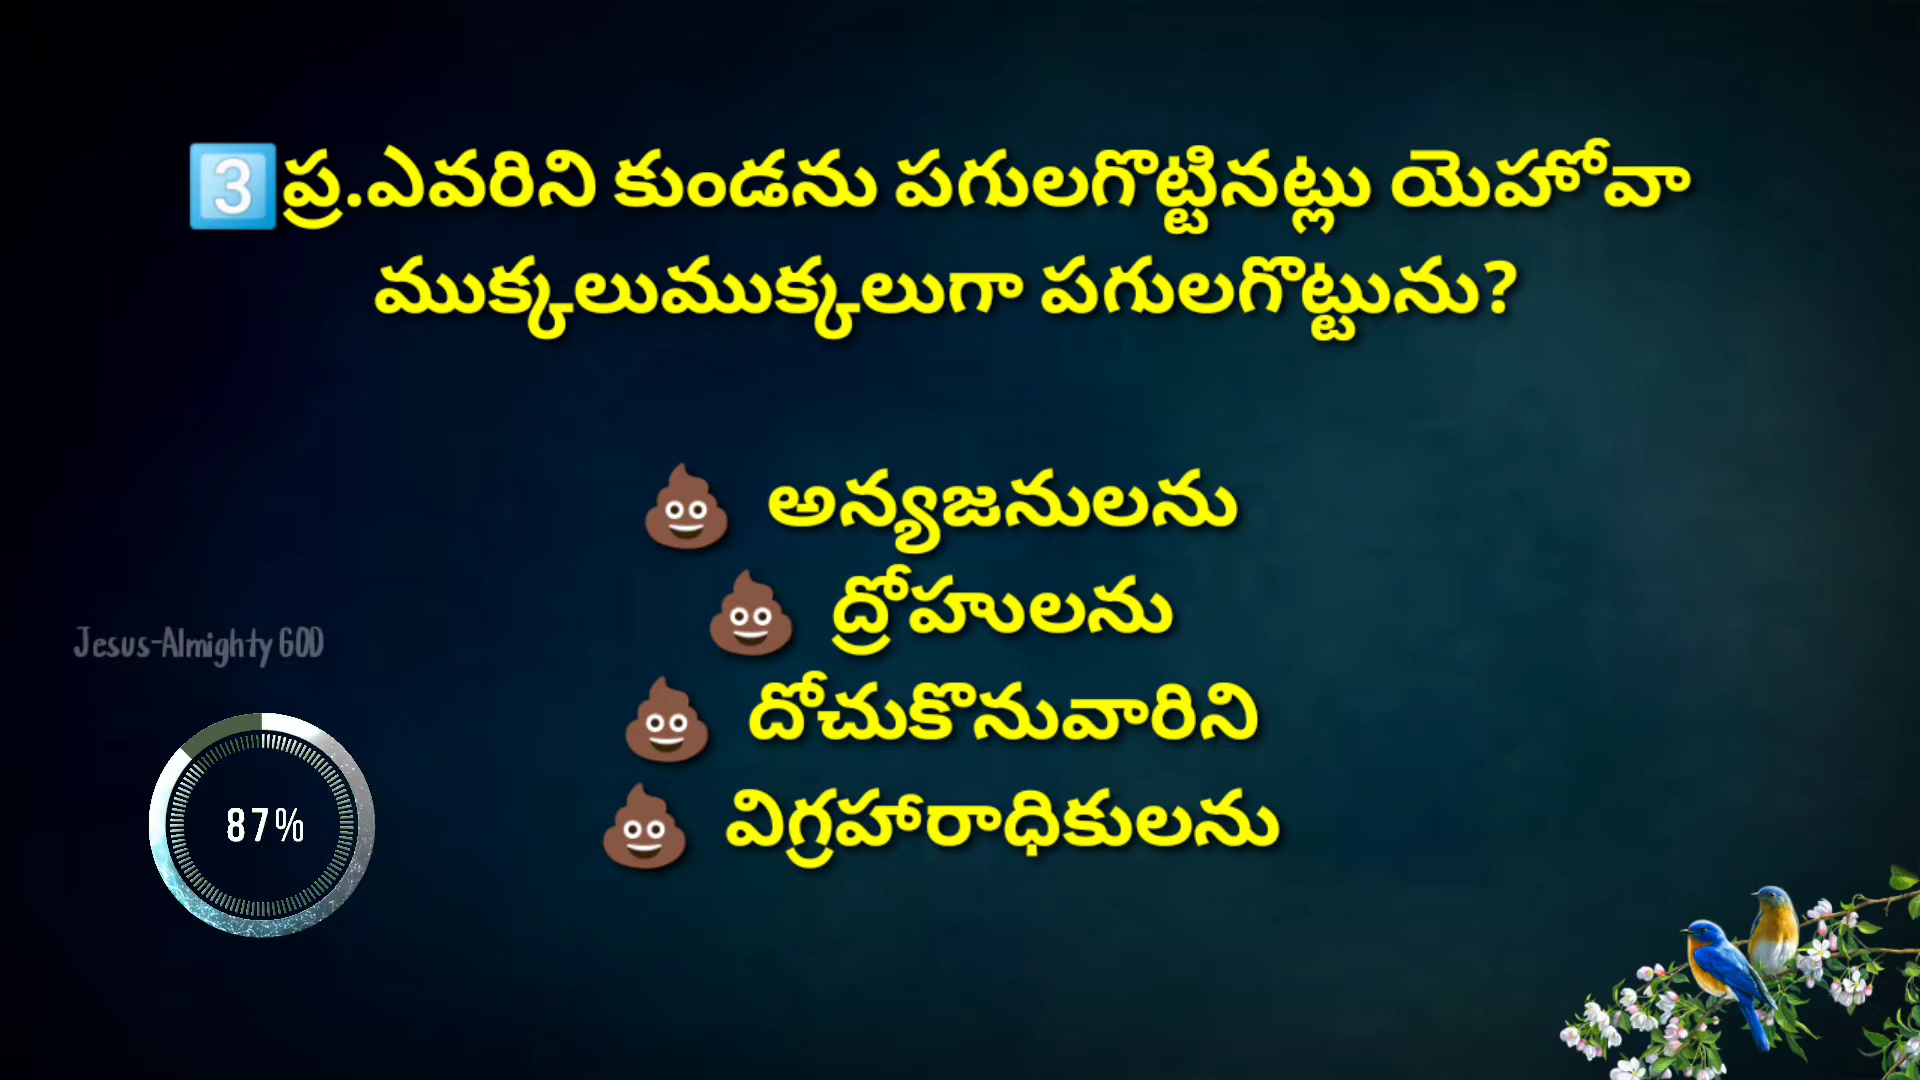 3️⃣ప్ర.ఎవరిని కుండను పగులగొట్టినట్లు యెహోవా
ముక్కలుముక్కలుగా పగులగొట్టును?
💩 అన్యజనులను
💩 ద్రోహులను
💩 దోచుకొనువారిని
💩 విగ్రహారాధికులను
Jesus-Almighty GOD
87%